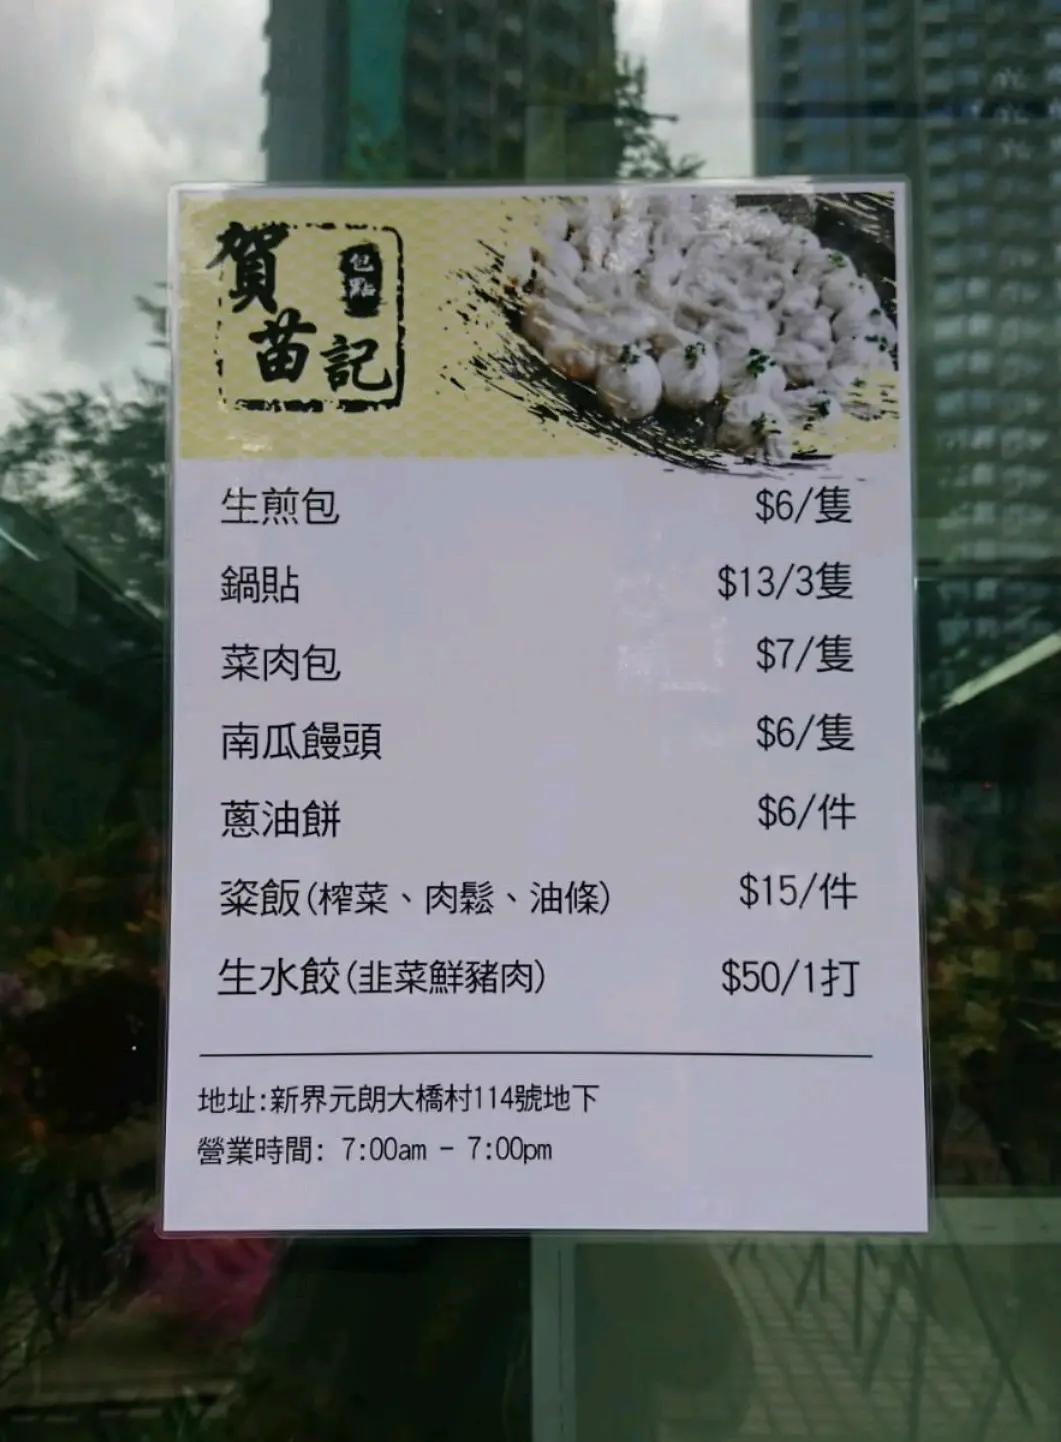 賀苗記
包點
生煎包 $6/隻
鍋貼 $13/3隻
菜肉包 $7/隻
南瓜饅頭 $6/隻
蔥油餅 $6/件
粢飯(榨菜、肉鬆、油條) $15/件
生水餃(韭菜鮮豬肉) $50/1打
地址:新界元朗大橋村114號地下
營業時間: 7:00am - 7:00pm